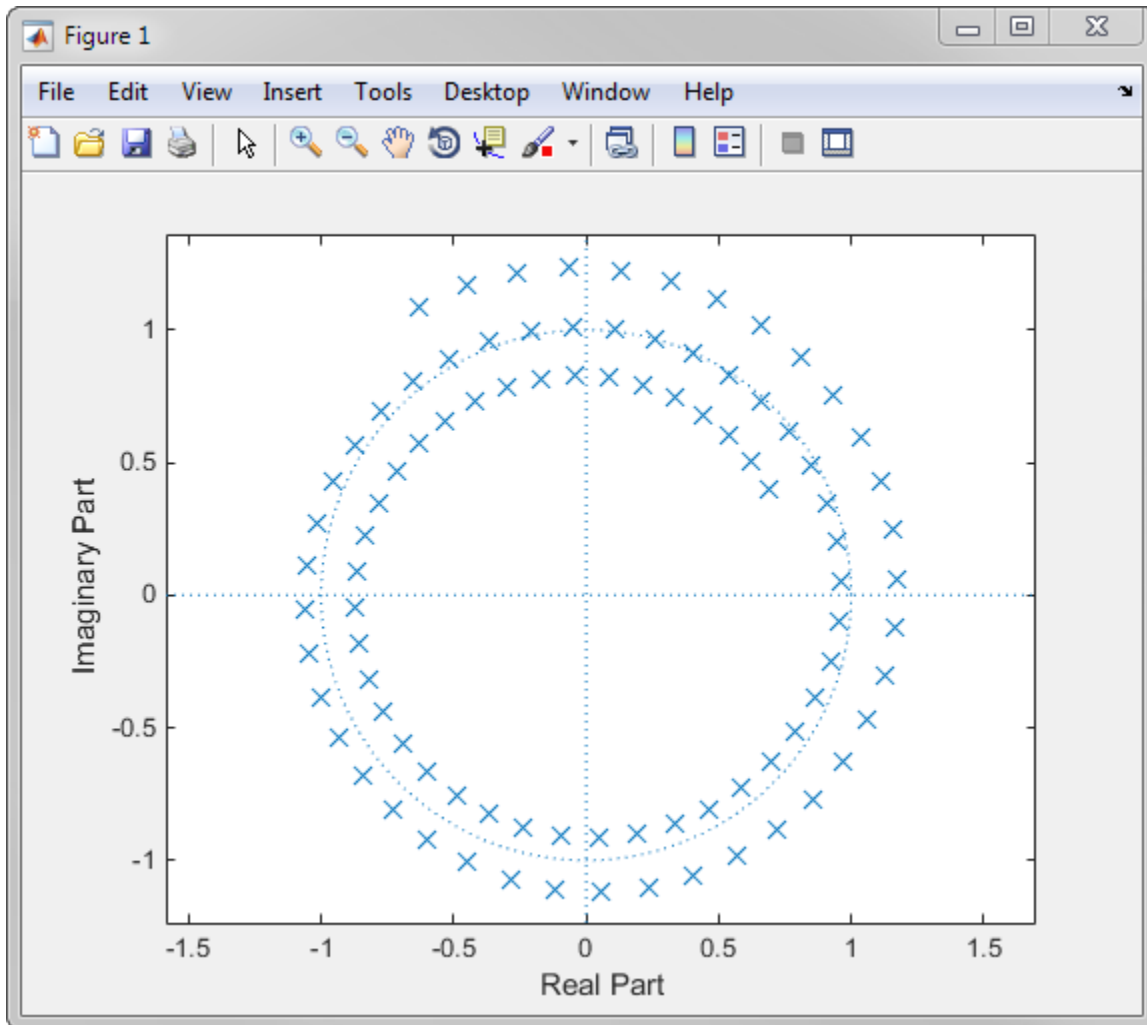 Figure 1
File Edit View Insert Tools Desktop Window Help
1
0.5
0
-0.5
-1
Imaginary Part
-1.5 -1 -0.5 0 0.5 1 1.5
Real Part